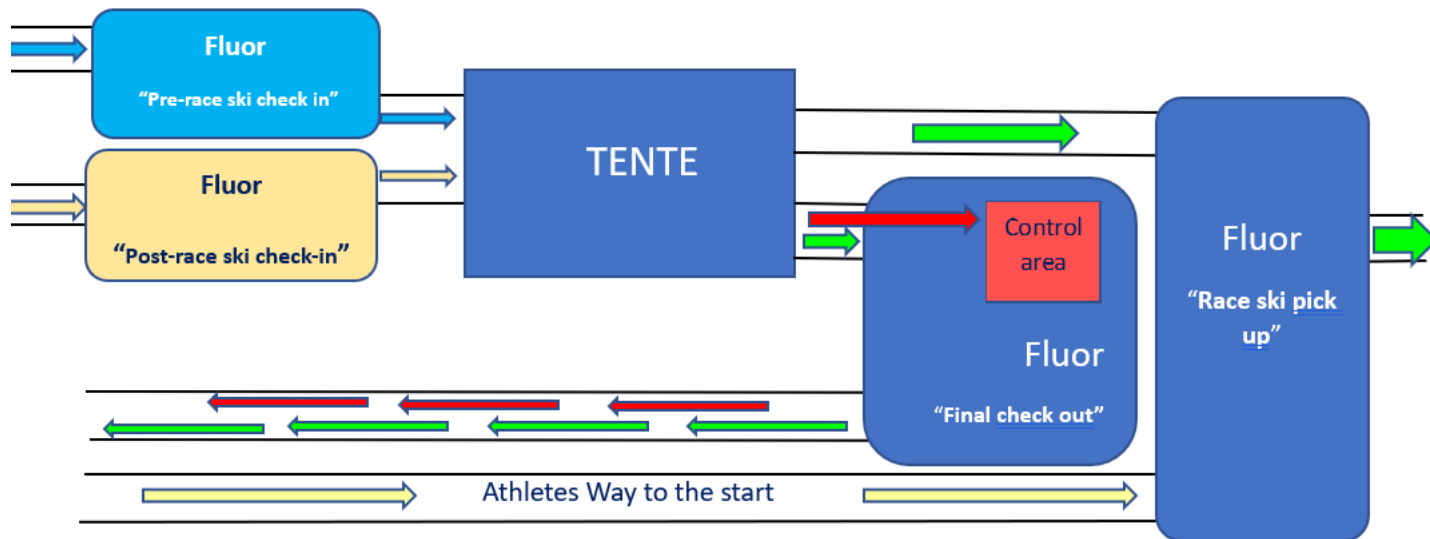 Fluor
“Pre-race ski check in”
Fluor
“Post-race ski check-in”
TENTE
Control
area
Fluor
“Final check out”
Fluor
“Race ski pick
up”
Athletes Way to the start